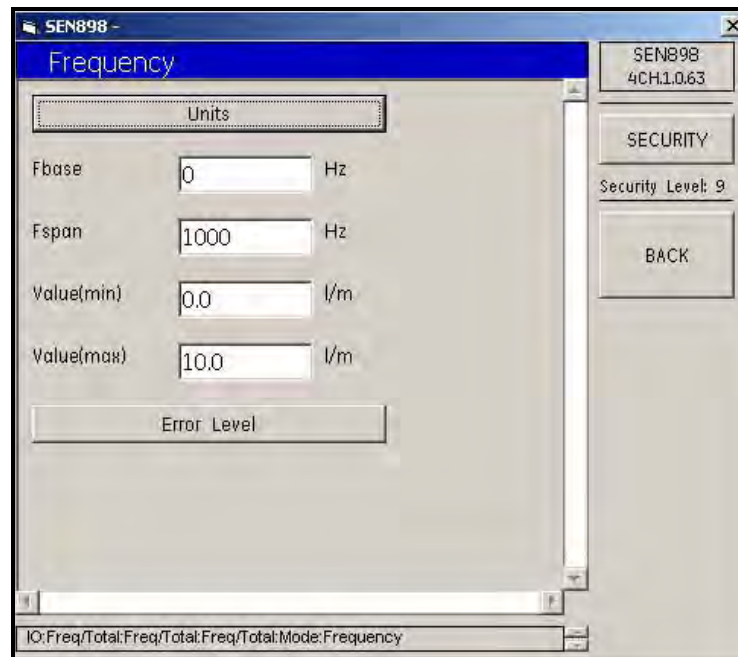 SEN898 -
Frequency
Units
Fbase 0 Hz
Fspan 1000 Hz
Value(min) 0.0 l/m
Value(max) 10.0 l/m
Error Level
SEN898
4CH.1.0.63
SECURITY
Security Level: 9
BACK
IO:Freq/Total:Freq/Total:Freq/Total:Mode:Frequency